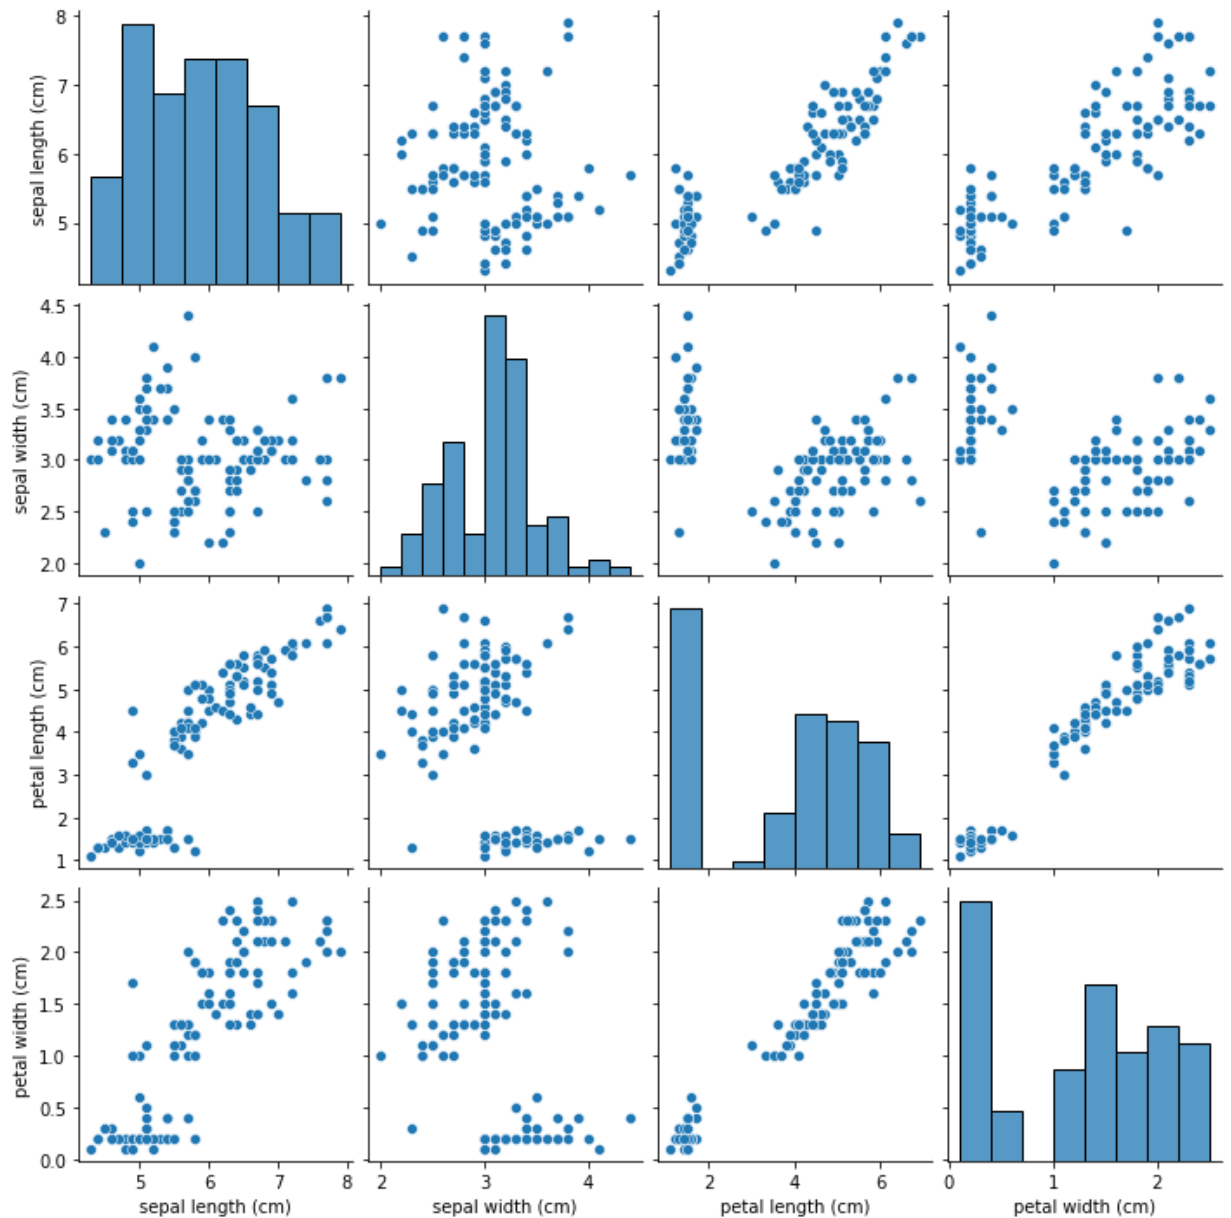 8
7
6
5
sepal length (cm)
4.5
4.0
3.5
3.0
2.5
2.0
sepal width (cm)
7
6
5
4
3
2
1
petal length (cm)
2.5
2.0
1.5
1.0
0.5
0.0
petal width (cm)
5 6 7 8
sepal length (cm)
2 3 4
sepal width (cm)
2 4 6
petal length (cm)
0 1 2
petal width (cm)